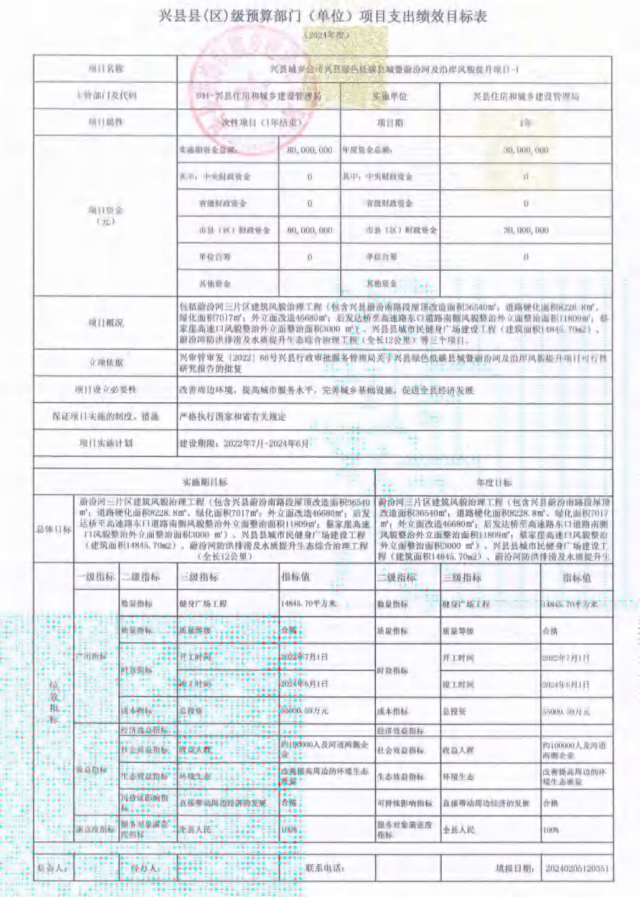 兴县县(区)级预算部门(单位)项目支出绩效目标表
(2024年度)
项目名称 兴县城乡公司兴县绿色低碳县城暨蔚汾河及沿岸风貌提升项目-1
主管部门及代码 兴县住房和城乡建设管理局 实施单位 兴县住房和城乡建设管理局
项目属性 一次性项目(1年结束) 项目期 1年
项目资金
(元)
实施期资金总额: 80,000,000 年度资金总额: 30,000,000
其中:中央财政资金 0 其中:中央财政资金 0
省级财政资金 0 省级财政资金 0
市县(区)财政资金 80,000,000 市县(区)财政资金 30,000,000
单位自筹 0 单位自筹 0
其他资金 其他资金
项目概况
包括蔚汾河三片区建筑风貌治理工程(包含兴县蔚汾南路段屋顶改造面积36540㎡;道路硬化面积8228.8㎡,
绿化面积7017㎡;外立面改造46680㎡;后发达桥至高速路东口道路南侧风貌整治外立面整治面积11809㎡;蔡
家崖高速口风貌整治外立面整治面积3000 ㎡)、兴县县城市民健身广场建设工程(建筑面积14845.70m2)、
蔚汾河防洪排涝及水质提升生态综合治理工程(全长12公里)等三个项目。
立项依据
兴审管审发〔2022〕66号兴县行政审批服务管理局关于兴县绿色低碳县城暨蔚汾河及沿岸风貌提升项目可行性
研究报告的批复
项目设立必要性 改善周边环境,提高城市服务水平,完善城乡基础设施,促进全县经济发展
保证项目实施的制度、措施 严格执行国家和省有关规定
项目实施计划 建设期限:2022年7月-2024年6月
实施期目标 年度目标
总体目标
蔚汾河三片区建筑风貌治理工程(包含兴县蔚汾南路段屋顶改造面积36540
㎡;道路硬化面积8228.8㎡,绿化面积7017㎡;外立面改造46680㎡;后发
达桥至高速路东口道路南侧风貌整治外立面整治面积11809㎡;蔡家崖高速
口风貌整治外立面整治面积3000 ㎡)、兴县县城市民健身广场建设工程
(建筑面积14845.70m2)、蔚汾河防洪排涝及水质提升生态综合治理工程
(全长12公里)
蔚汾河三片区建筑风貌治理工程(包含兴县蔚汾南路段屋顶
改造面积36540㎡;道路硬化面积8228.8㎡,绿化面积7017
㎡;外立面改造46680㎡;后发达桥至高速路东口道路南侧
风貌整治外立面整治面积11809㎡;蔡家崖高速口风貌整治
外立面整治面积3000 ㎡)、兴县县城市民健身广场建设工
程(建筑面积14845.70m2)、蔚汾河防洪排涝及水质提升生
绩效指标
一级指标 二级指标 三级指标 指标值 二级指标 三级指标 指标值
产出指标
数量指标 健身广场工程 14845.70平方米 数量指标 健身广场工程 14845.70平方米
质量指标 质量等级 合格 质量指标 质量等级 合格
时效指标 开工时间 2022年7月1日 时效指标 开工时间 2022年7月1日
竣工时间 2024年6月1日 竣工时间 2024年6月1日
成本指标 总投资 55000.59万元 成本指标 总投资 55000.59万元
效益指标
经济效益指标 经济效益指标
社会效益指标 收益人群 约100000人及河道两侧企业 社会效益指标 收益人群 约100000人及河道两侧企业
生态效益指标 环境生态 改善提高周边的环境生态质量 生态效益指标 环境生态 改善提高周边的环境生态质量
可持续影响指标 直接带动周边经济的发展 合格 可持续影响指标 直接带动周边经济的发展 合格
满意度指标 服务对象满意度指标 全县人民 100% 服务对象满意度指标 全县人民 100%
负责人: 经办人: 联系电话: 填报日期: